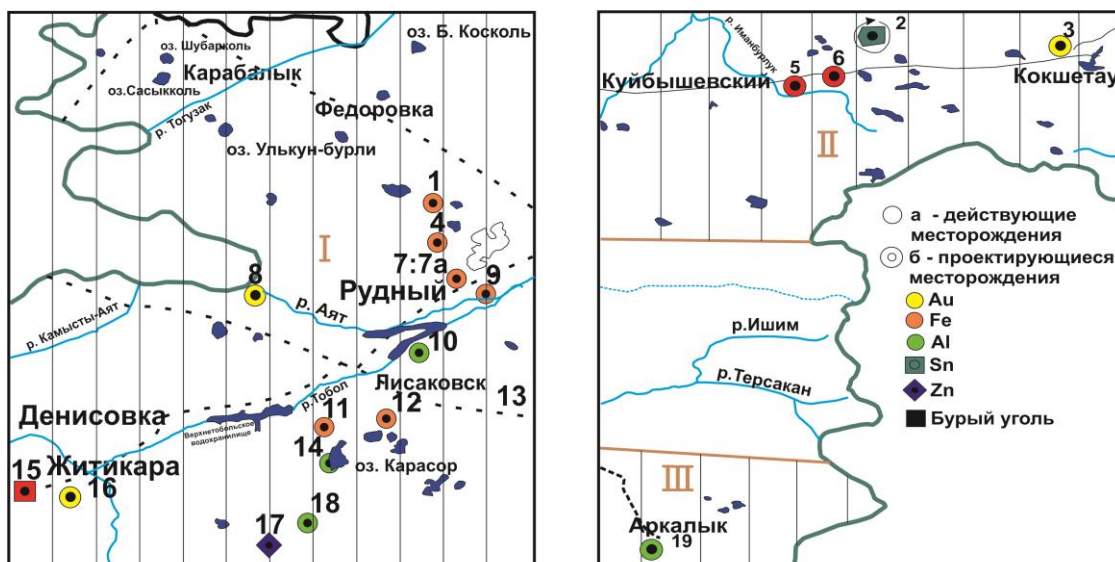 оз. Шубарколь
оз. Б. Косколь
Карабалык
оз.Сасыкколь
р. Тогузак
Федоровка
оз. Улькун-бурли
1
I
4
7:7а
8
9
Рудный
р. Аят
р. Камысты-Аят
10
р.Тобол
Лисаковск
13
Денисовка
11
12
Верхнетобольское
водохранилище
14
оз. Карасор
Житикара
15
16
18
17
р. Иманбурлук
2
3
5
6
Куйбышевский
Кокшетау
II
а - действующие
месторождения
б - проектирующиеся
месторождения
Au
Fe
Al
Sn
Zn
Бурый уголь
р.Ишим
р.Терсакан
III
Аркалык
19